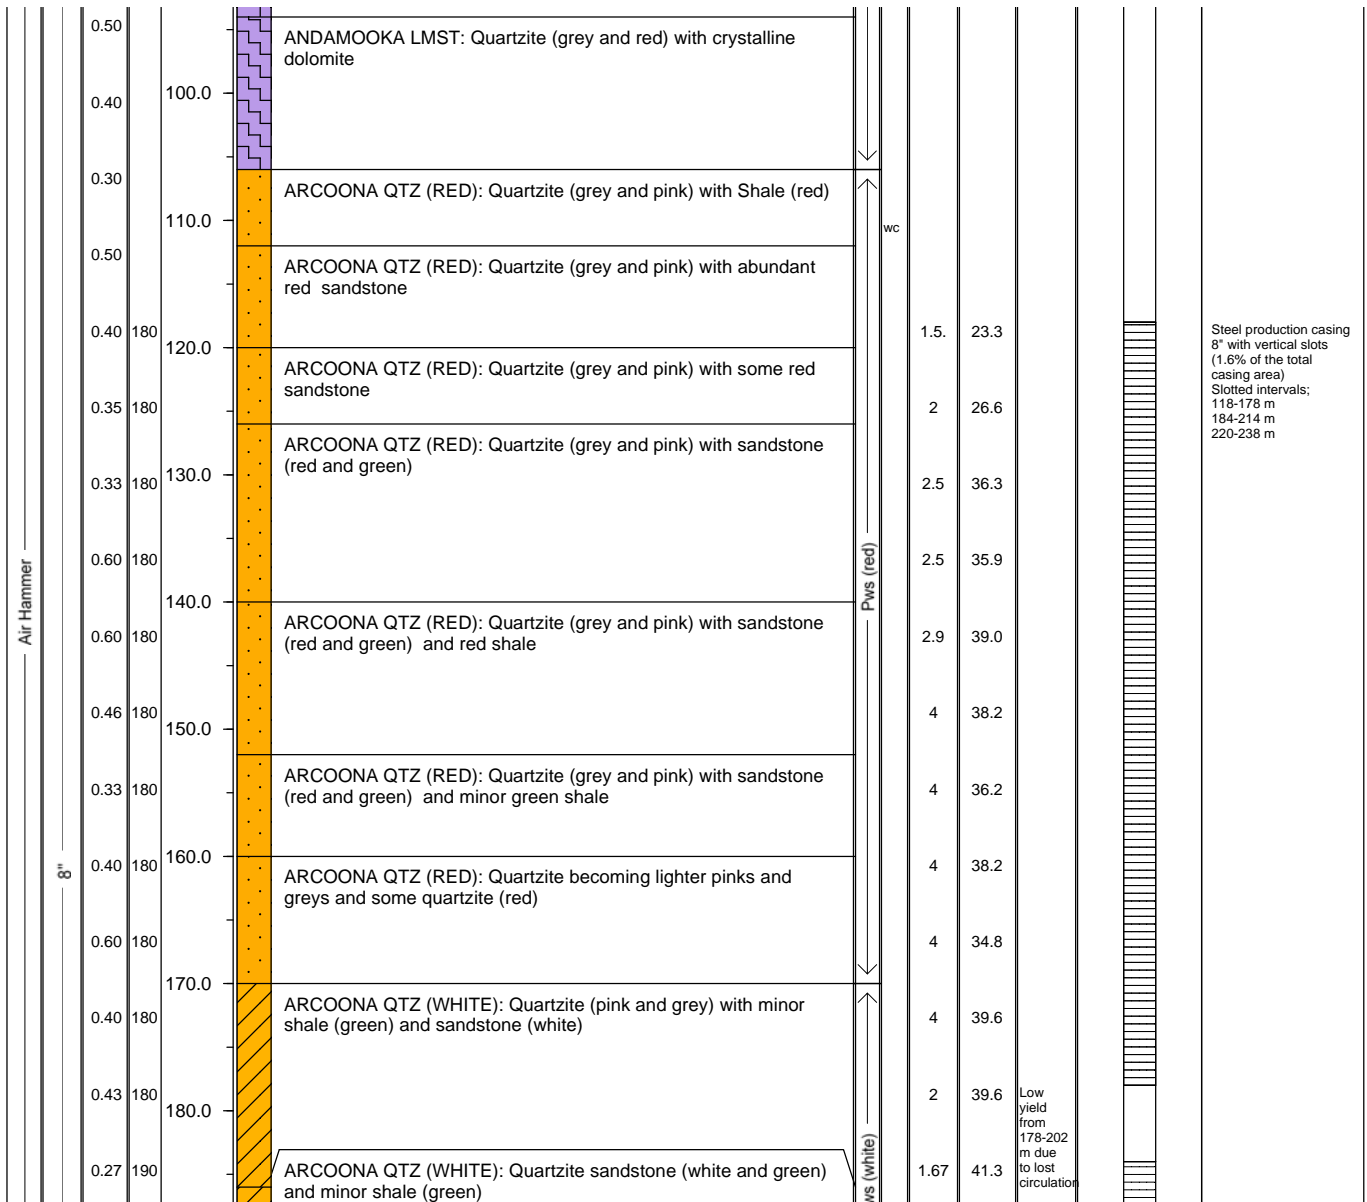 0.50
ANDAMOOKA LMST: Quartzite (grey and red) with crystalline
dolomite
100.0
0.40
0.30
ARCOONA QTZ (RED): Quartzite (grey and pink) with Shale (red)
110.0
wc
0.50
ARCOONA QTZ (RED): Quartzite (grey and pink) with abundant
red sandstone
0.40 180 1.5. 23.3
Steel production casing
8" with vertical slots
(1.6% of the total
casing area)
Slotted intervals;
118-178 m
184-214 m
220-238 m
120.0
ARCOONA QTZ (RED): Quartzite (grey and pink) with some red
sandstone
0.35 180 2 26.6
ARCOONA QTZ (RED): Quartzite (grey and pink) with sandstone
(red and green)
130.0
0.33 180 2.5 36.3
0.60 180 2.5 35.9
Air Hammer
Pws (red)
140.0
ARCOONA QTZ (RED): Quartzite (grey and pink) with sandstone
(red and green) and red shale
0.60 180 2.9 39.0
0.46 180 4 38.2
150.0
ARCOONA QTZ (RED): Quartzite (grey and pink) with sandstone
(red and green) and minor green shale
0.33 180 4 36.2
160.0
8"
0.40 180 4 38.2
ARCOONA QTZ (RED): Quartzite becoming lighter pinks and
greys and some quartzite (red)
0.60 180 4 34.8
170.0
ARCOONA QTZ (WHITE): Quartzite (pink and grey) with minor
shale (green) and sandstone (white)
0.40 180 4 39.6
0.43 180 2 39.6
Low
yield
from
178-202
m due
to lost
circulation
180.0
ws (white)
0.27 190 1.67 41.3
ARCOONA QTZ (WHITE): Quartzite sandstone (white and green)
and minor shale (green)